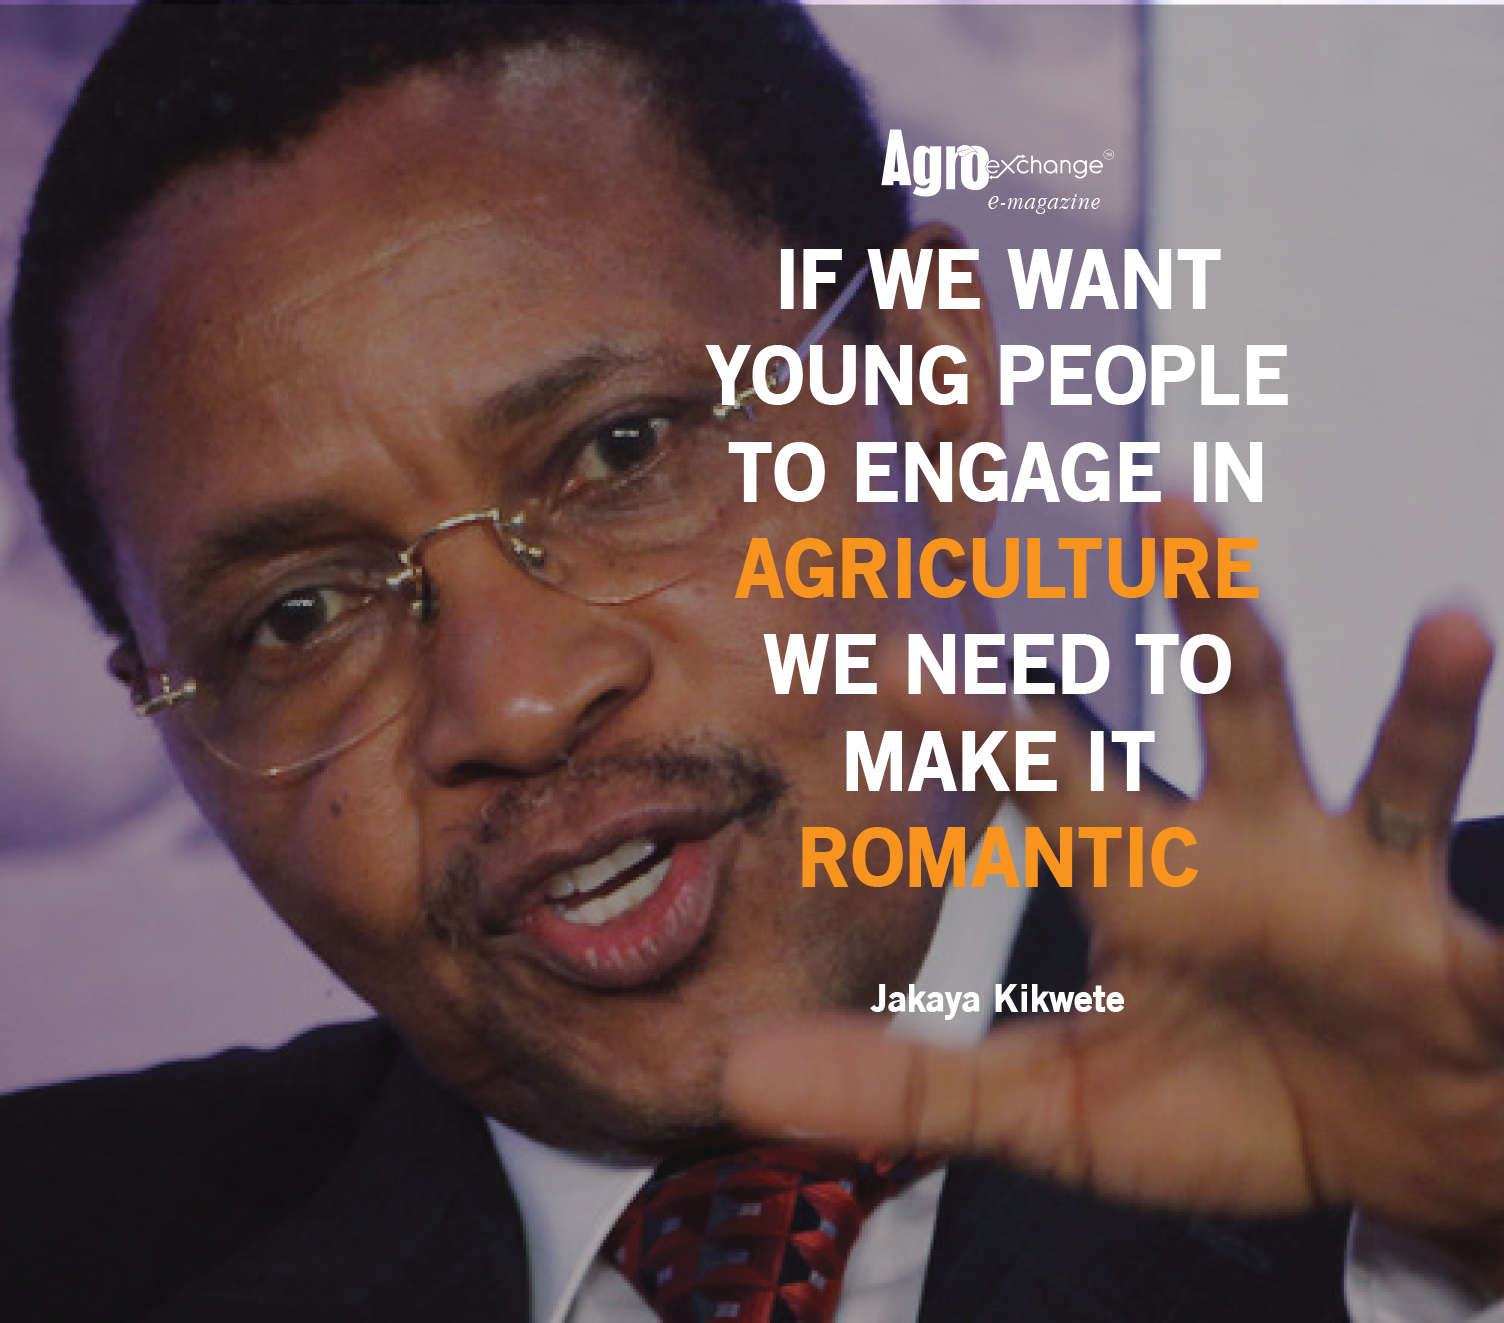 Agro exchange™
e-magazine
IF WE WANT
YOUNG PEOPLE
TO ENGAGE IN
AGRICULTURE
WE NEED TO
MAKE IT
ROMANTIC
Jakaya Kikwete